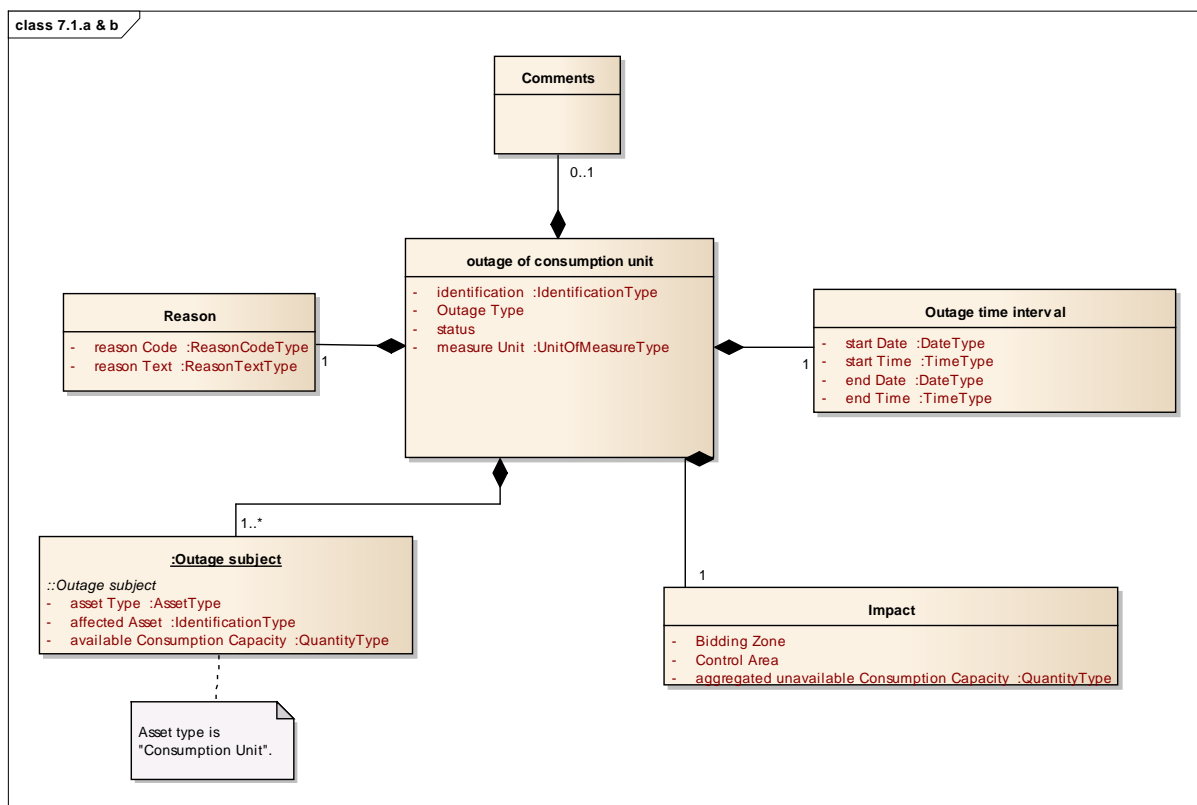 class 7.1.a & b
Comments
0..1
outage of consumption unit
- identification :IdentificationType
- Outage Type
- status
- measure Unit :UnitOfMeasureType
Reason
- reason Code :ReasonCodeType
- reason Text :ReasonTextType
1
Outage time interval
- start Date :DateType
- start Time :TimeType
- end Date :DateType
- end Time :TimeType
1
1..*
:Outage subject
::Outage subject
- asset Type :AssetType
- affected Asset :IdentificationType
- available Consumption Capacity :QuantityType
1
Impact
- Bidding Zone
- Control Area
- aggregated unavailable Consumption Capacity :QuantityType
Asset type is
"Consumption Unit".